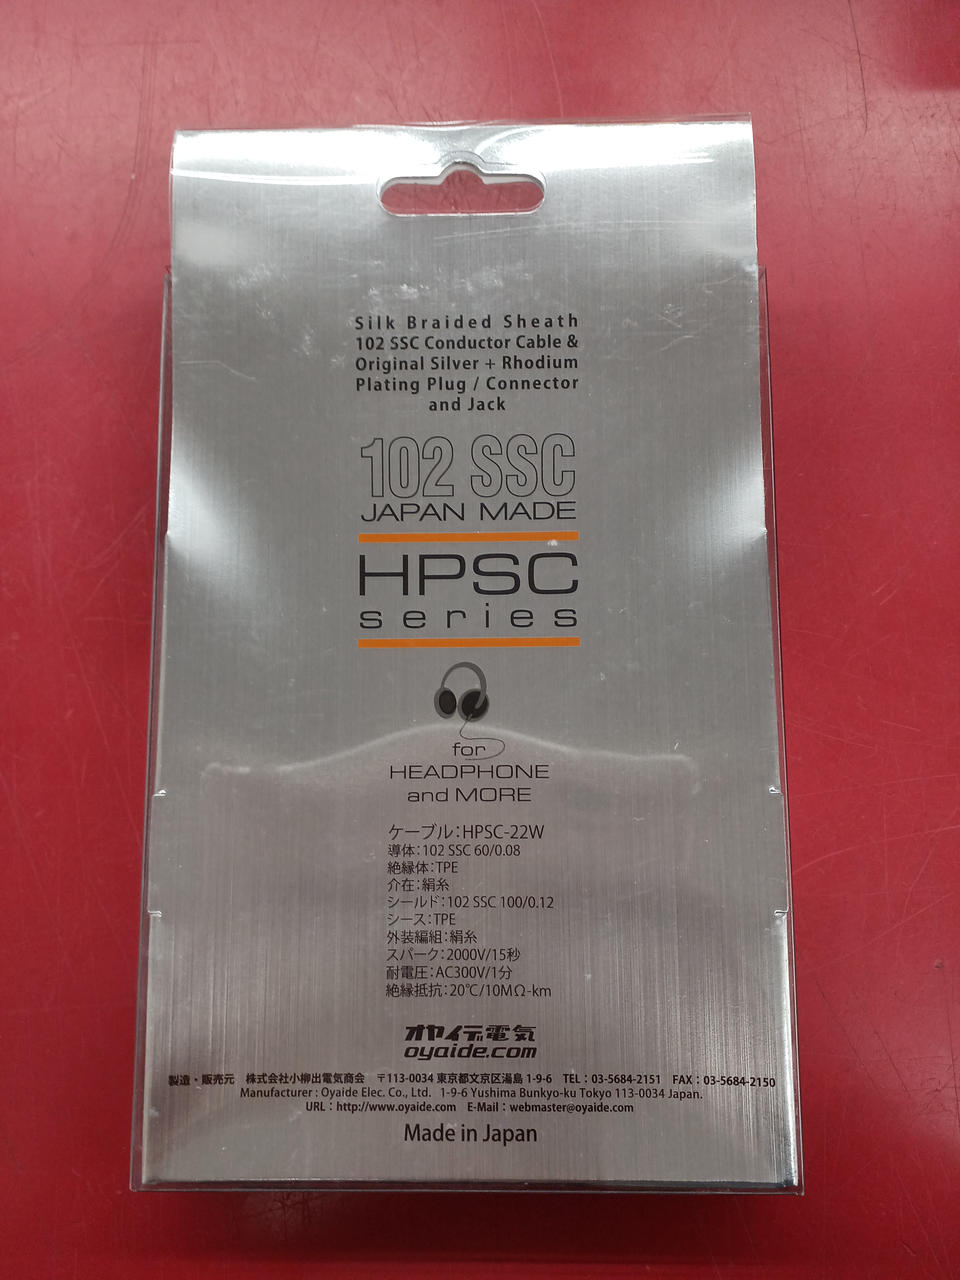 Silk Braided Sheath
102 SSC Conductor Cable &
Original Silver + Rhodium
Plating Plug / Connector
and Jack
102 SSC
JAPAN MADE
HPSC
series
for
HEADPHONE
and MORE
ケーブル:HPSC-22W
導体:102 SSC 60/0.08
絶縁体:TPE
介在:絹糸
シールド:102 SSC 100/0.12
シース:TPE
外装編組:絹糸
スパーク:2000V/15秒
耐電圧:AC300V/1分
絶縁抵抗:20℃/10MΩ-km
オヤイデ電気
oyaide.com
製造・販売元 株式会社小柳出電気商会 〒113-0034 東京都文京区湯島 1-9-6 TEL:03-5684-2151 FAX:03-5684-2150
Manufacturer : Oyaide Elec. Co., Ltd. 1-9-6 Yushima Bunkyo-ku Tokyo 113-0034 Japan.
URL:http://www.oyaide.com E-Mail:webmaster@oyaide.com
Made in Japan